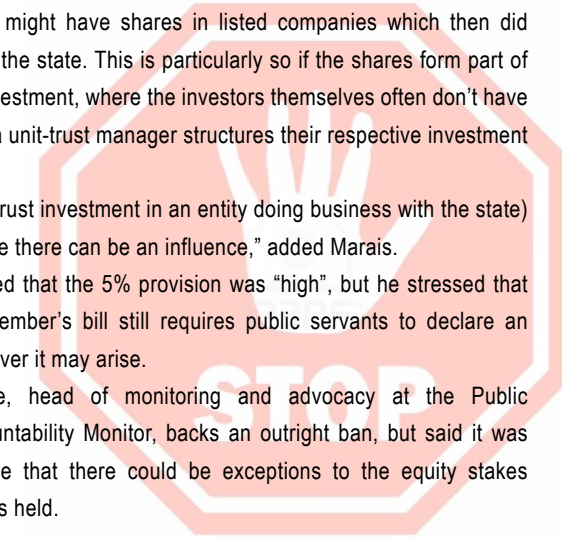 might have shares in listed companies which then did
the state. This is particularly so if the shares form part of
vestment, where the investors themselves often don't have
a unit-trust manager structures their respective investment
rust investment in an entity doing business with the state)
e there can be an influence,” added Marais.
ed that the 5% provision was “high”, but he stressed that
ember's bill still requires public servants to declare an
ver it may arise.
e, head of monitoring and advocacy at the Public
untability Monitor, backs an outright ban, but said it was
e that there could be exceptions to the equity stakes
s held.
STOP